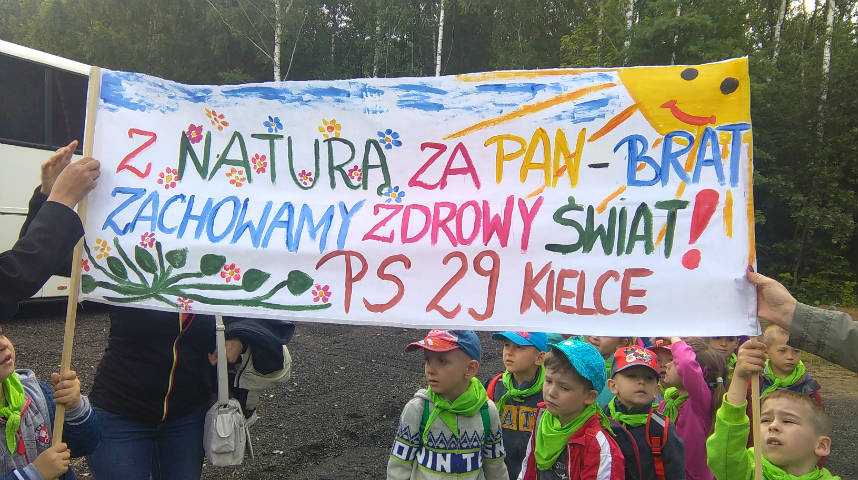 Z NATURĄ ZA PAN-BRAT
ZACHOWAMY ZDROWY ŚWIAT!
PS 29 KIELCE